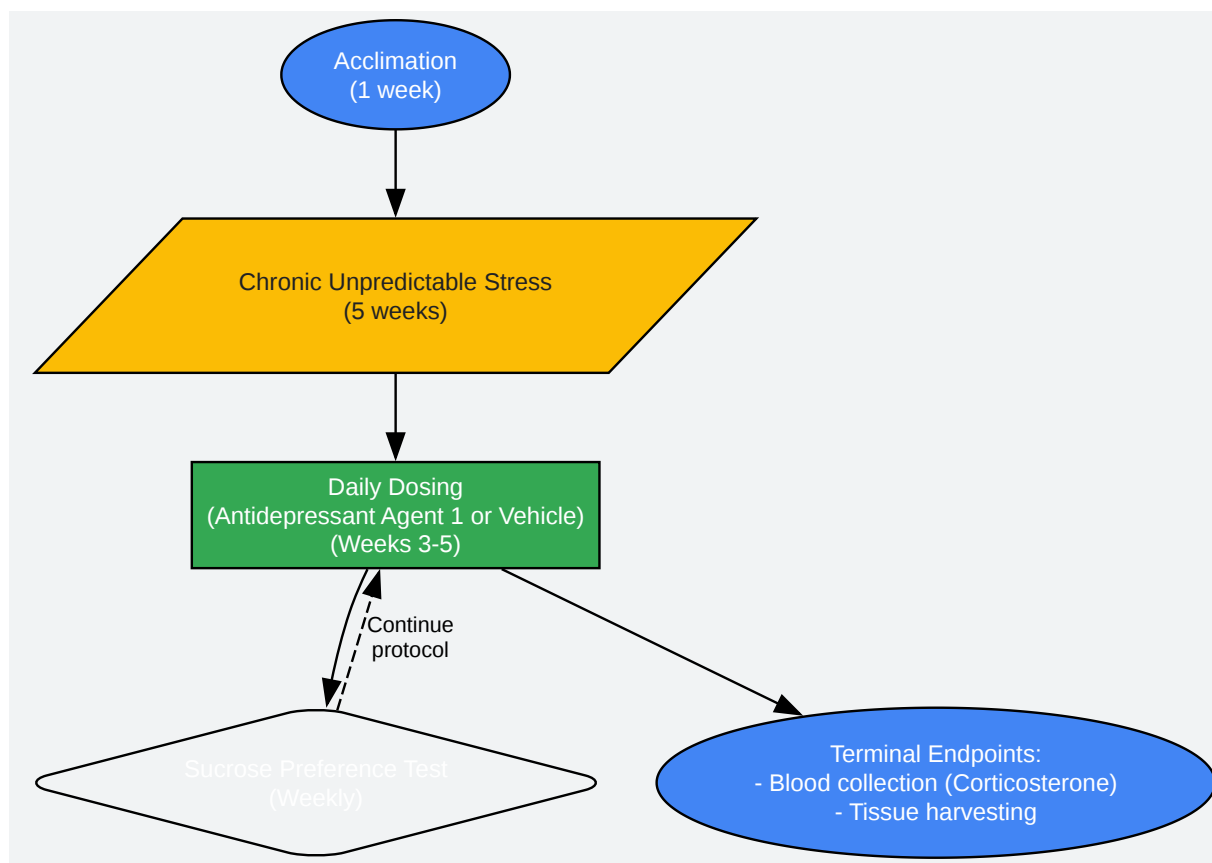 Acclimation
(1 week)
Chronic Unpredictable Stress
(5 weeks)
Daily Dosing
(Antidepressant Agent 1 or Vehicle)
(Weeks 3-5)
Continue
protocol
Sucrose Preference Test
(Weekly)
Terminal Endpoints:
- Blood collection (Corticosterone)
- Tissue harvesting